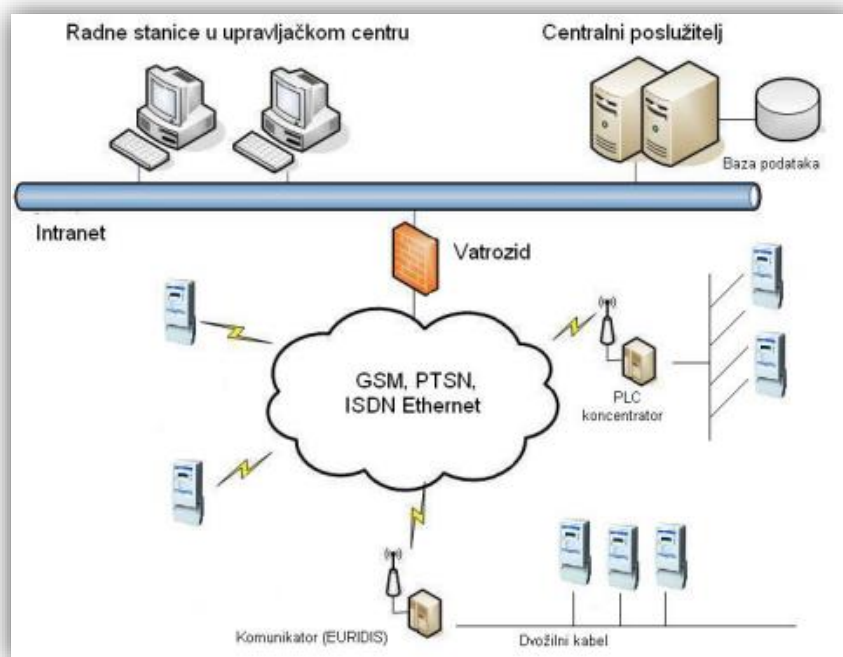 Radne stanice u upravljačkom centru
Centralni poslužitelj
Baza podataka
Intranet
Vatrozid
GSM, PTSN,
ISDN Ethernet
PLC
koncentrator
Komunikator (EURIDIS)
Dvožilni kabel